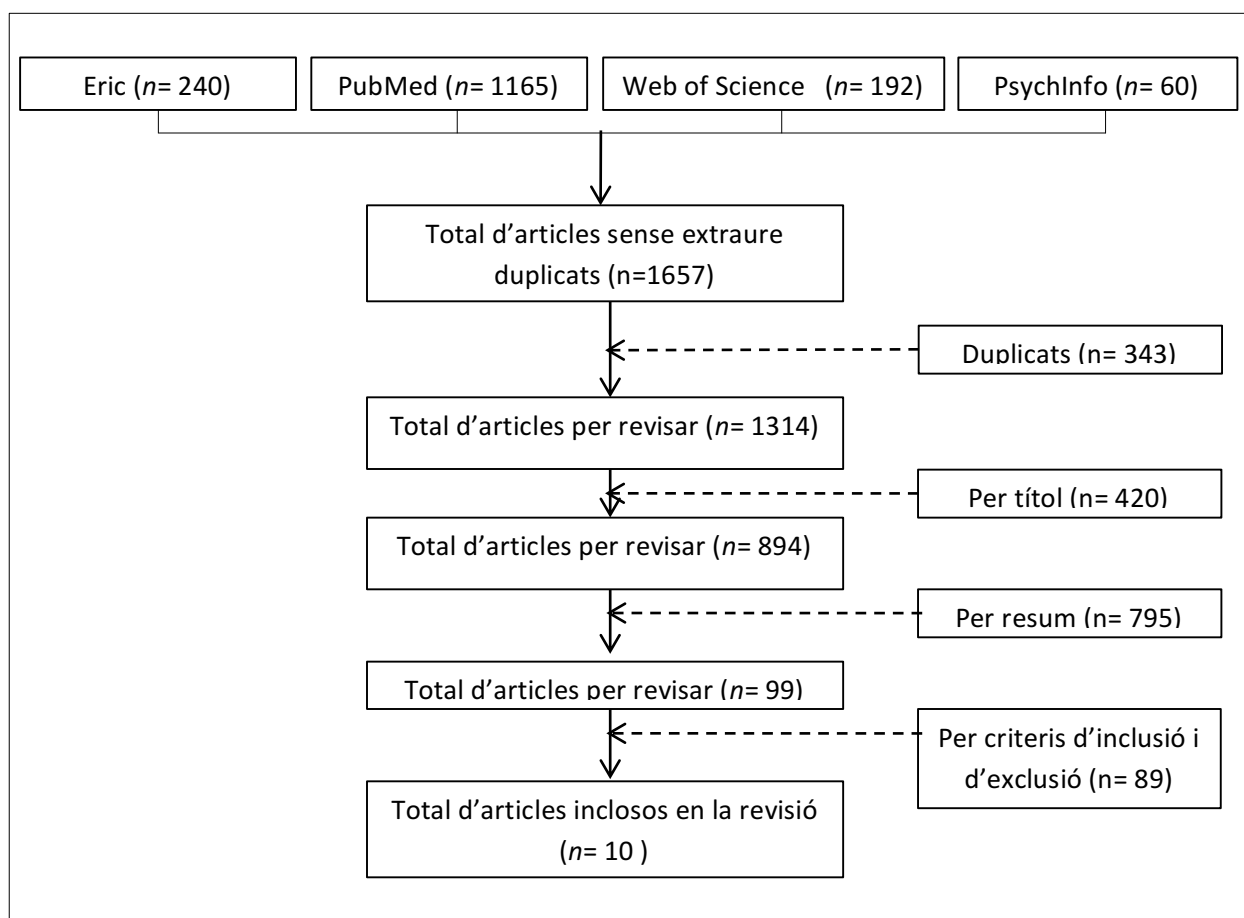 Eric (n= 240)
PubMed (n= 1165)
Web of Science (n= 192)
PsychInfo (n= 60)
Total d’articles sense extraure
duplicats (n=1657)
Duplicats (n= 343)
Total d’articles per revisar (n= 1314)
Per títol (n= 420)
Total d’articles per revisar (n= 894)
Per resum (n= 795)
Total d’articles per revisar (n= 99)
Per criteris d’inclusió i
d’exclusió (n= 89)
Total d’articles inclosos en la revisió
(n= 10 )